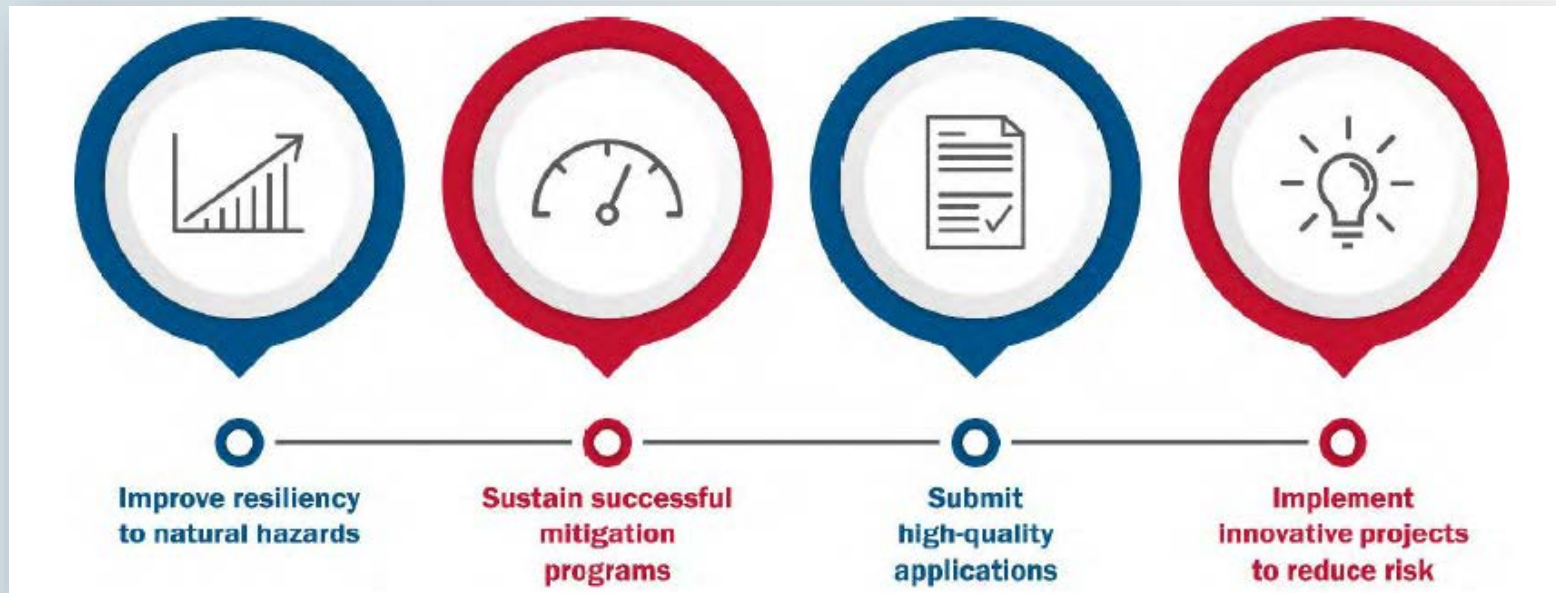 Improve resiliency
to natural hazards
Sustain successful
mitigation
programs
Submit
high-quality
applications
Implement
innovative projects
to reduce risk